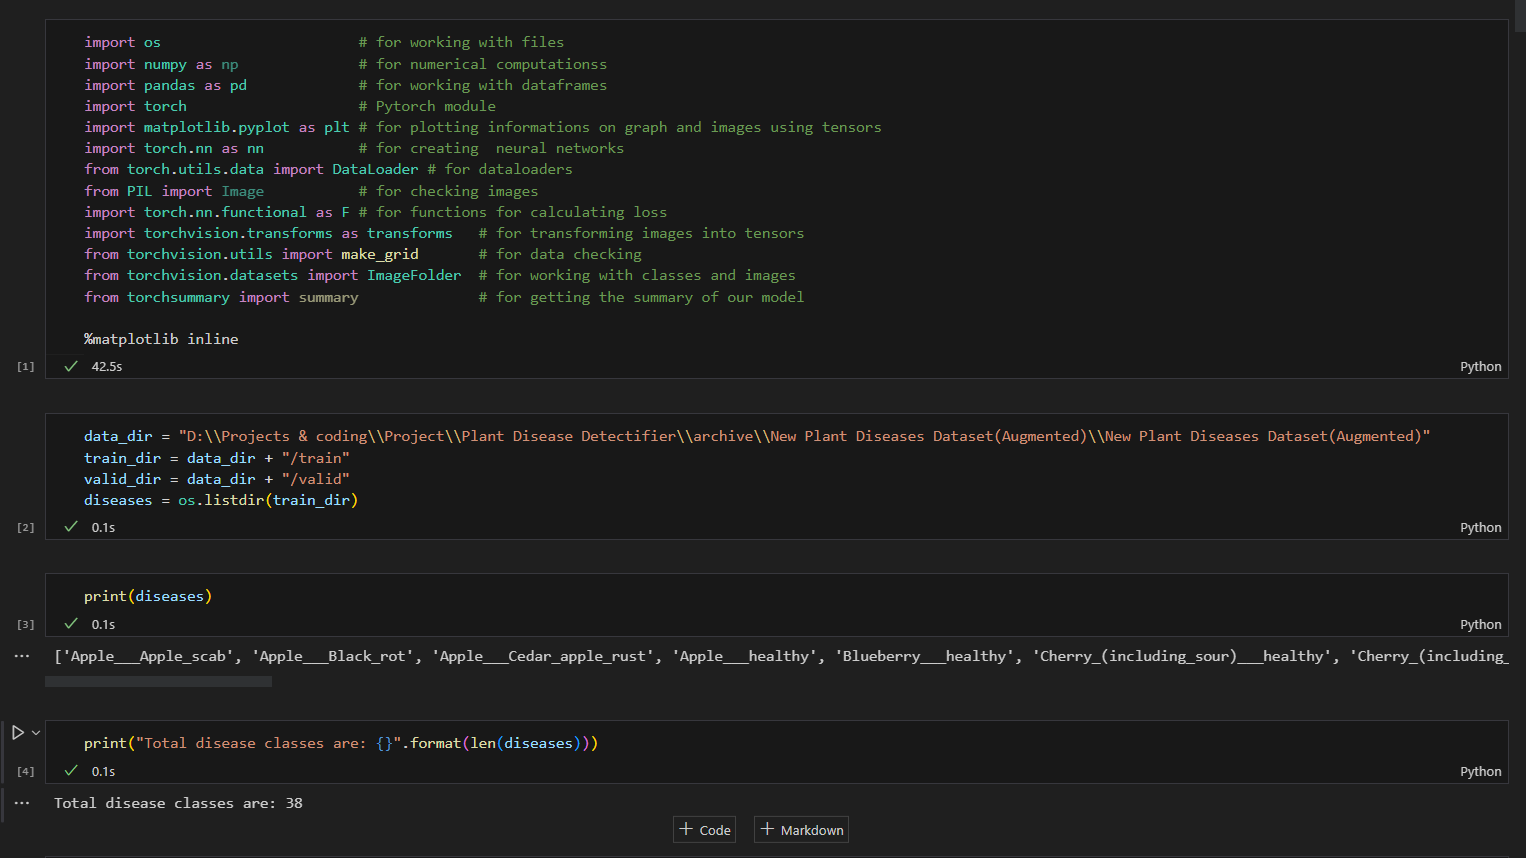 import os                       # for working with files
import numpy as np              # for numerical computationss
import pandas as pd             # for working with dataframes
import torch                    # Pytorch module
import matplotlib.pyplot as plt # for plotting informations on graph and images using tensors
import torch.nn as nn           # for creating  neural networks
from torch.utils.data import DataLoader # for dataloaders
from PIL import Image           # for checking images
import torch.nn.functional as F # for functions for calculating loss
import torchvision.transforms as transforms   # for transforming images into tensors
from torchvision.utils import make_grid       # for data checking
from torchvision.datasets import ImageFolder  # for working with classes and images
from torchsummary import summary              # for getting the summary of our model
%matplotlib inline
[1] 42.5s Python
data_dir = "D:\\Projects & coding\\Project\\Plant Disease Detectifier\\archive\\New Plant Diseases Dataset(Augmented)\\New Plant Diseases Dataset(Augmented)"
train_dir = data_dir + "/train"
valid_dir = data_dir + "/valid"
diseases = os.listdir(train_dir)
[2] 0.1s Python
print(diseases)
[3] 0.1s Python
['Apple___Apple_scab', 'Apple___Black_rot', 'Apple___Cedar_apple_rust', 'Apple___healthy', 'Blueberry___healthy', 'Cherry_(including_sour)___healthy', 'Cherry_(including_
print("Total disease classes are: {}".format(len(diseases)))
[4] 0.1s Python
Total disease classes are: 38
+ Code + Markdown